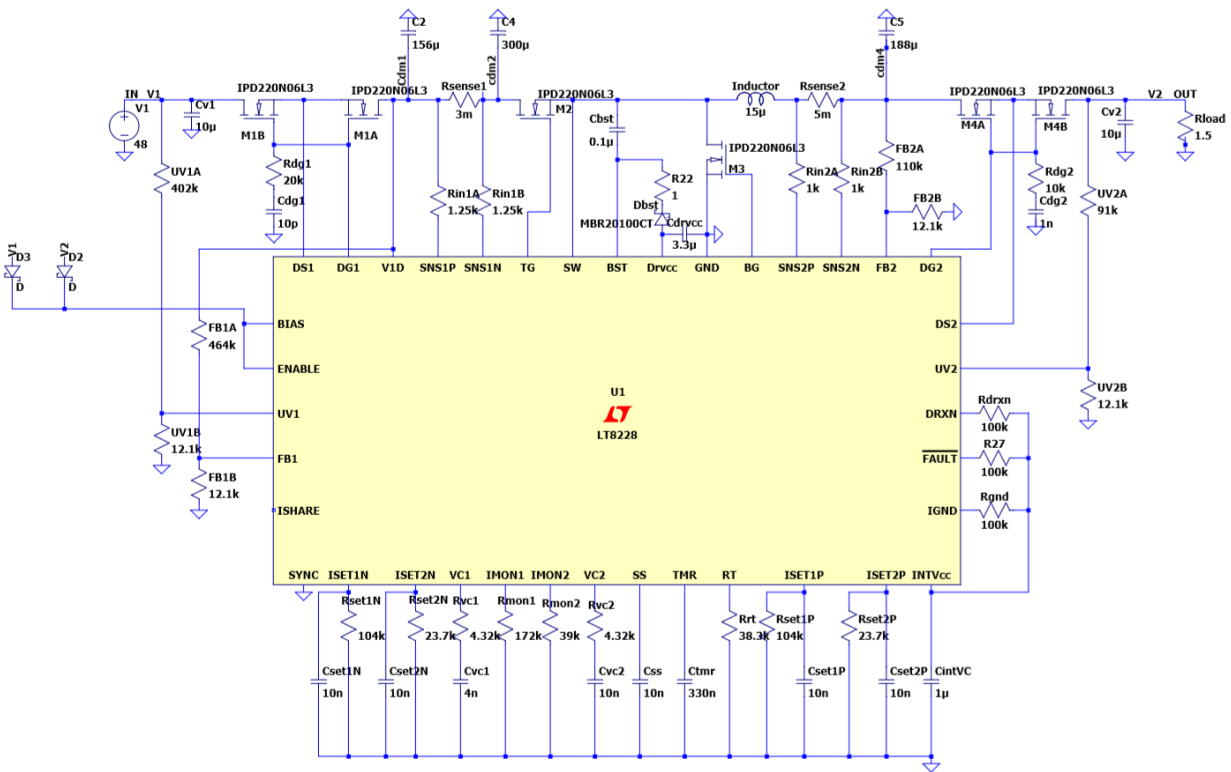 C2
156µ
Cdm1
C4
300µ
cdm2
C5
188µ
cdm4
IN V1
V1
48
Cv1
10µ
IPD220N06L3
M1B
IPD220N06L3
M1A
Rsense1
3m
IPD220N06L3
M2
Inductor
15µ
Rsense2
5m
IPD220N06L3
M4A
IPD220N06L3
M4B
V2 OUT
Cv2
10µ
Rload
1.5
UV1A
402k
Rdg1
20k
Cdg1
10p
Rin1A
1.25k
Rin1B
1.25k
Cbst
0.1µ
R22
1
Dbst
MBR20100CT
Cdrvcc
3.3µ
IPD220N06L3
M3
Rin2A
1k
Rin2B
1k
FB2A
110k
FB2B
12.1k
Rdg2
10k
Cdg2
1n
UV2A
91k
V1
D3
D
V2
D2
D
DS1 DG1 V1D SNS1P SNS1N TG SW BST Drvcc GND BG SNS2P SNS2N FB2 DG2
BIAS
ENABLE
UV1
FB1
ISHARE
FB1A
464k
UV1B
12.1k
FB1B
12.1k
U1
LT8228
DS2
UV2
DRXN
FAULT
IGND
UV2B
12.1k
Rdrxn
100k
R27
100k
Rgnd
100k
SYNC ISET1N ISET2N VC1 IMON1 IMON2 VC2 SS TMR RT ISET1P ISET2P INTVcc
Rset1N
104k
Rset2N
23.7k
Rvc1
4.32k
Rmon1
172k
Rmon2
39k
Rvc2
4.32k
Rrt
38.3k
Rset1P
104k
Rset2P
23.7k
Cset1N
10n
Cset2N
10n
Cvc1
4n
Cvc2
10n
Css
10n
Ctmr
330n
Cset1P
10n
Cset2P
10n
CintVC
1µ